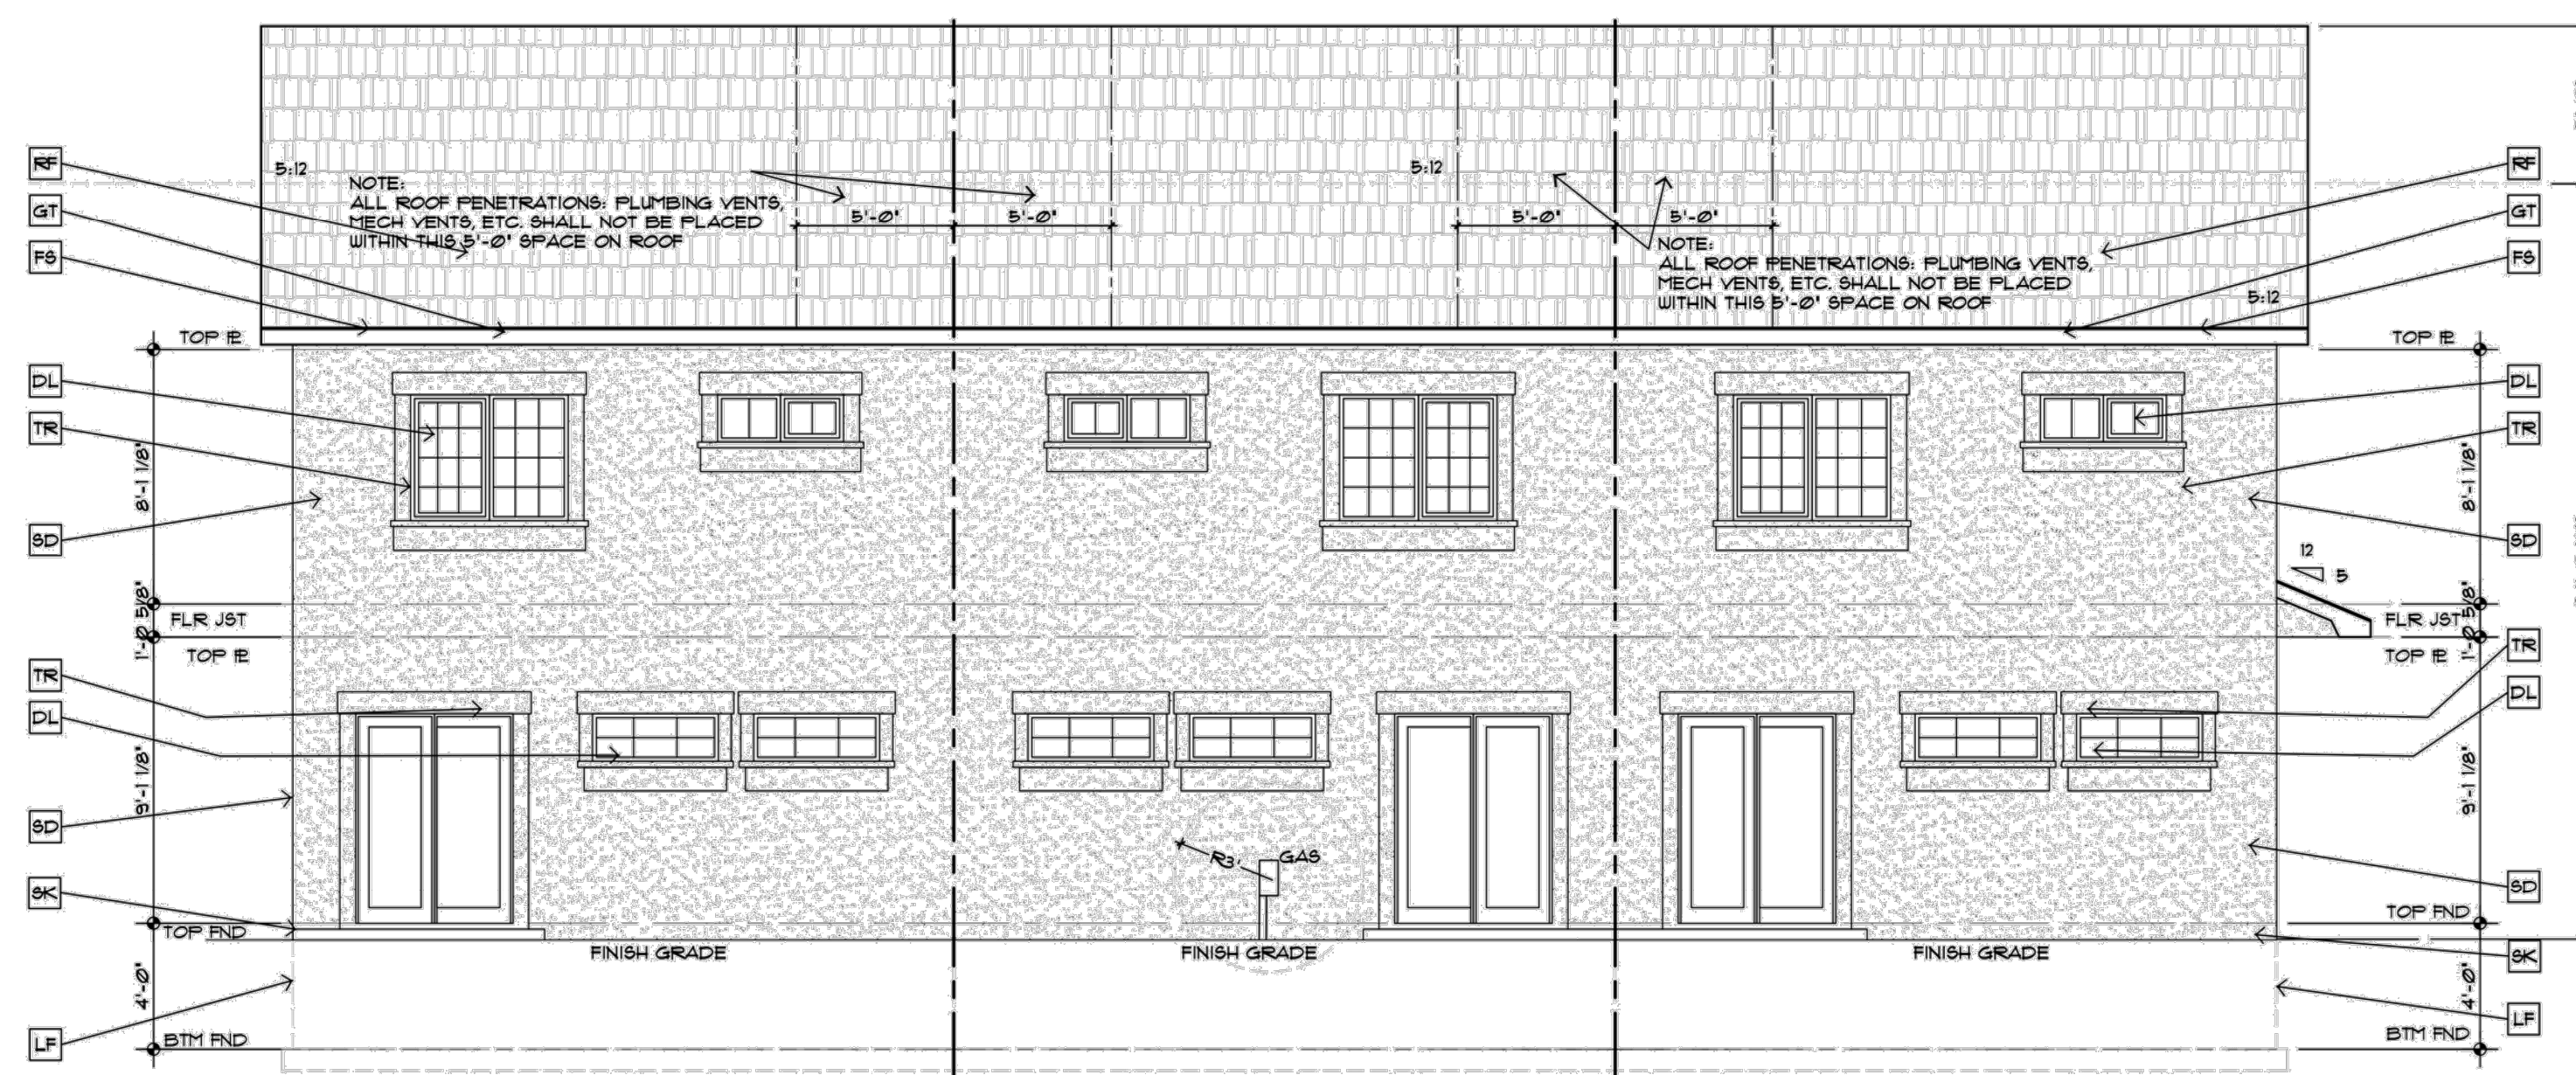 RF
GT
FS
5:12
NOTE:
ALL ROOF PENETRATIONS: PLUMBING VENTS,
MECH VENTS, ETC. SHALL NOT BE PLACED
WITHIN THIS 5'-0" SPACE ON ROOF
5'-0"
5'-0"
5:12
5'-0"
5'-0"
NOTE:
ALL ROOF PENETRATIONS: PLUMBING VENTS,
MECH VENTS, ETC. SHALL NOT BE PLACED
WITHIN THIS 5'-0" SPACE ON ROOF
5:12
RF
GT
FS
TOP PL
TOP PL
DL
TR
8'-1 1/8"
SD
DL
TR
8'-1 1/8"
SD
12
5
1'-0 5/8"
FLR JST
TOP PL
FLR JST
1'-0 5/8"
TOP PL
TR
DL
9'-1 1/8"
SD
SK
TR
DL
9'-1 1/8"
SD
R3'
GAS
TOP FND
TOP FND
FINISH GRADE
FINISH GRADE
FINISH GRADE
SK
4'-0"
4'-0"
LF
BTM FND
LF
BTM FND